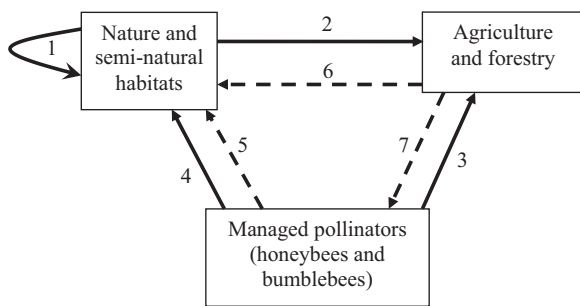 Nature and
semi-natural
habitats
1
2
Agriculture
and forestry
6
5
7
4
3
Managed pollinators
(honeybees and
bumblebees)